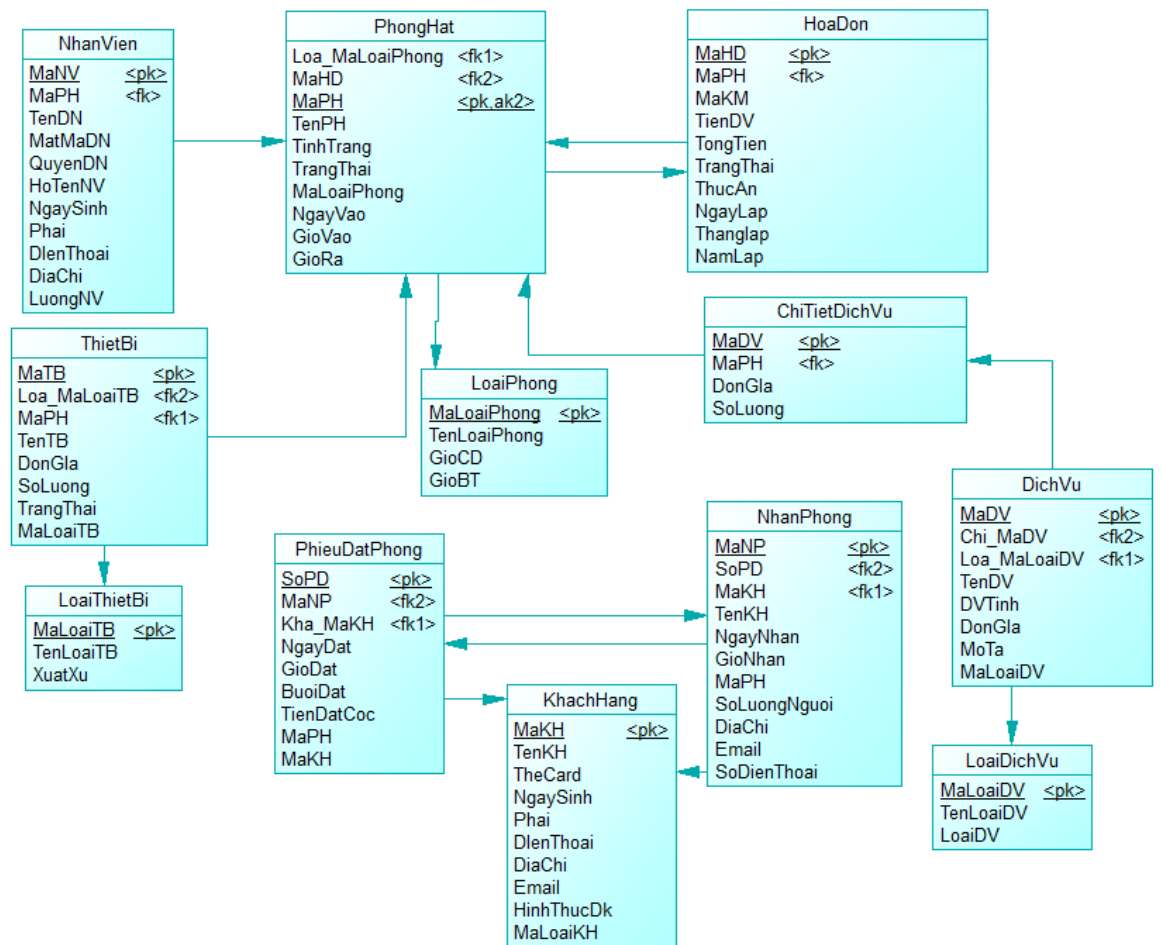 NhanVien
MaNV <pk>
MaPH <fk>
TenDN
MatMaDN
QuyenDN
HoTenNV
NgaySinh
Phai
DIenThoai
DiaChi
LuongNV
PhongHat
Loa_MaLoaiPhong <fk1>
MaHD <fk2>
MaPH <pk,ak2>
TenPH
TinhTrang
TrangThai
MaLoaiPhong
NgayVao
GioVao
GioRa
HoaDon
MaHD <pk>
MaPH <fk>
MaKM
TienDV
TongTien
TrangThai
ThucAn
NgayLap
Thanglap
NamLap
ThietBi
MaTB <pk>
Loa_MaLoaiTB <fk2>
MaPH <fk1>
TenTB
DonGIa
SoLuong
TrangThai
MaLoaiTB
LoaiPhong
MaLoaiPhong <pk>
TenLoaiPhong
GioCD
GioBT
ChiTietDichVu
MaDV <pk>
MaPH <fk>
DonGIa
SoLuong
LoaiThietBi
MaLoaiTB <pk>
TenLoaiTB
XuatXu
PhieuDatPhong
SoPD <pk>
MaNP <fk2>
Kha_MaKH <fk1>
NgayDat
GioDat
BuoiDat
TienDatCoc
MaPH
MaKH
NhanPhong
MaNP <pk>
SoPD <fk2>
MaKH <fk1>
TenKH
NgayNhan
GioNhan
MaPH
SoLuongNguoi
DiaChi
Email
SoDienThoai
DichVu
MaDV <pk>
Chi_MaDV <fk2>
Loa_MaLoaiDV <fk1>
TenDV
DVTinh
DonGIa
MoTa
MaLoaiDV
KhachHang
MaKH <pk>
TenKH
TheCard
NgaySinh
Phai
DIenThoai
DiaChi
Email
HinhThucDk
MaLoaiKH
LoaiDichVu
MaLoaiDV <pk>
TenLoaiDV
LoaiDV